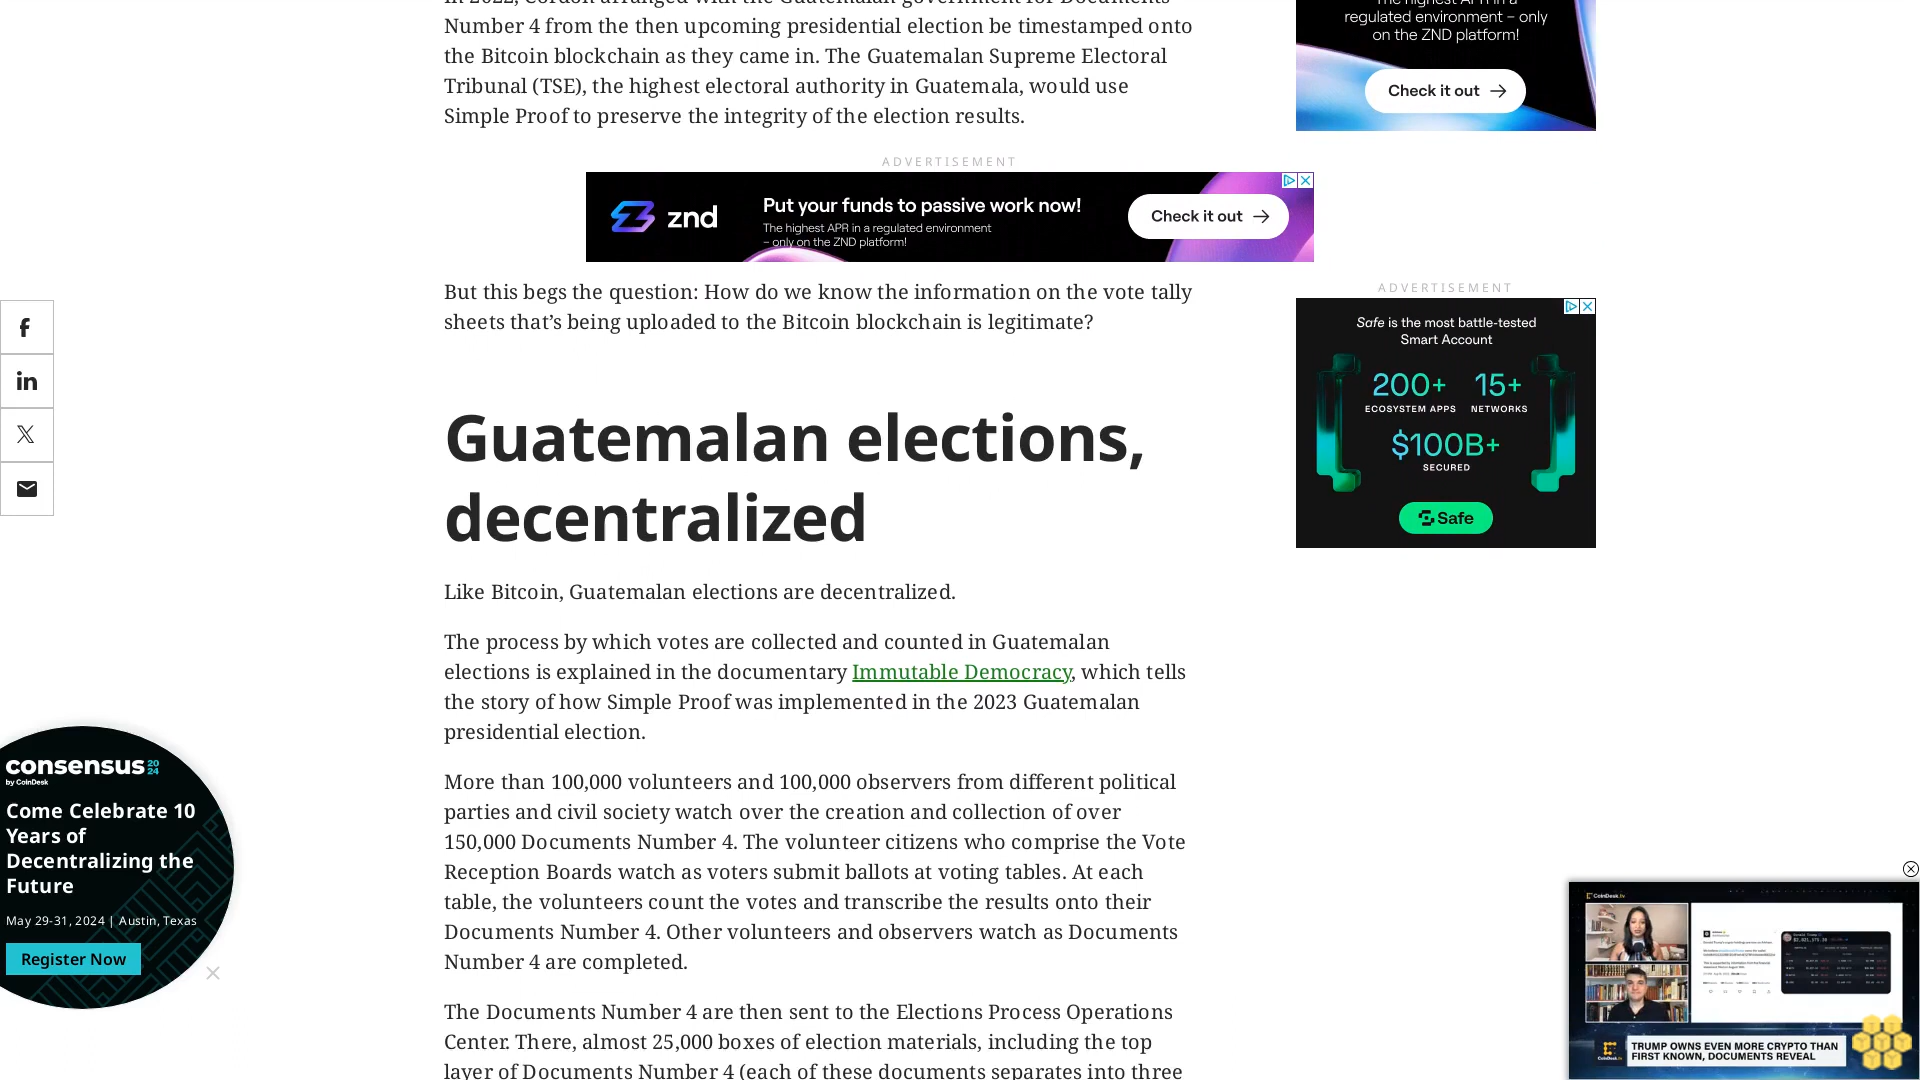 Number 4 from the then upcoming presidential election be timestamped onto
the Bitcoin blockchain as they came in. The Guatemalan Supreme Electoral
Tribunal (TSE), the highest electoral authority in Guatemala, would use
Simple Proof to preserve the integrity of the election results.
ADVERTISEMENT
znd
Put your funds to passive work now!
The highest APR in a regulated environment
– only on the ZND platform!
Check it out
But this begs the question: How do we know the information on the vote tally
sheets that’s being uploaded to the Bitcoin blockchain is legitimate?
Guatemalan elections,
decentralized
Like Bitcoin, Guatemalan elections are decentralized.
The process by which votes are collected and counted in Guatemalan
elections is explained in the documentary Immutable Democracy, which tells
the story of how Simple Proof was implemented in the 2023 Guatemalan
presidential election.
More than 100,000 volunteers and 100,000 observers from different political
parties and civil society watch over the creation and collection of over
150,000 Documents Number 4. The volunteer citizens who comprise the Vote
Reception Boards watch as voters submit ballots at voting tables. At each
table, the volunteers count the votes and transcribe the results onto their
Documents Number 4. Other volunteers and observers watch as Documents
Number 4 are completed.
The Documents Number 4 are then sent to the Elections Process Operations
Center. There, almost 25,000 boxes of election materials, including the top
layer of Documents Number 4 (each of these documents separates into three
regulated environment – only
on the ZND platform!
Check it out
ADVERTISEMENT
Safe is the most battle-tested
Smart Account
200+ 15+
ECOSYSTEM APPS NETWORKS
$100B+
SECURED
Safe
consensus 2024
by CoinDesk
Come Celebrate 10
Years of
Decentralizing the
Future
May 29-31, 2024 | Austin, Texas
Register Now
CoinDesk.tv
TRUMP OWNS EVEN MORE CRYPTO THAN
FIRST KNOWN, DOCUMENTS REVEAL